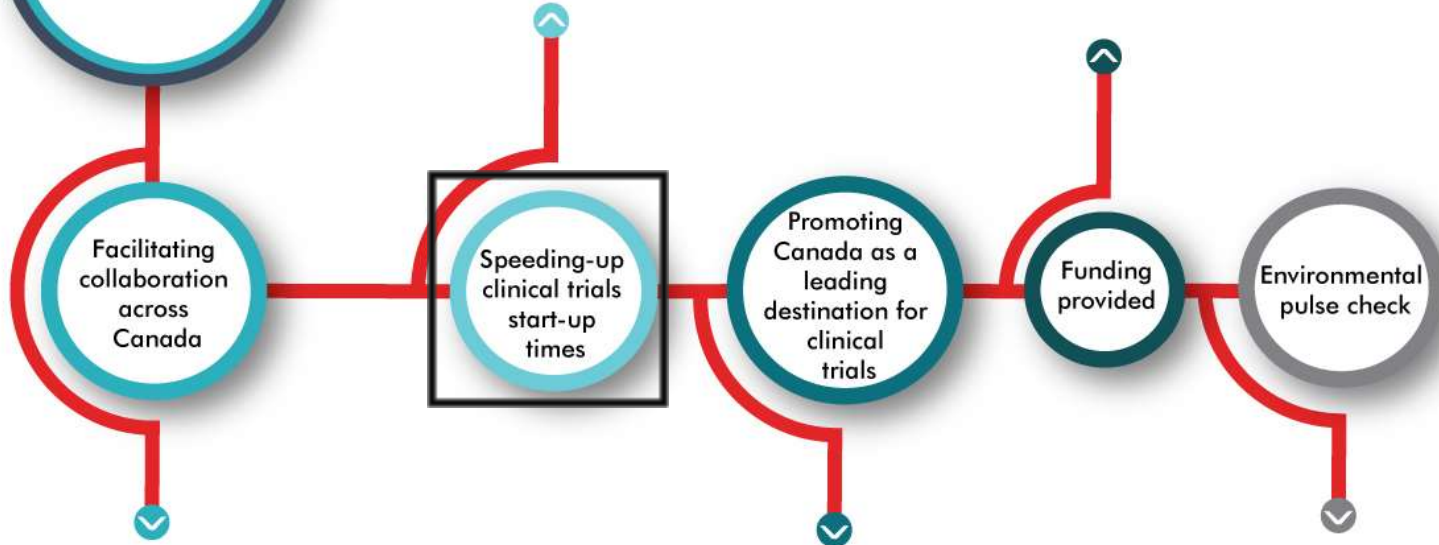 Facilitating
collaboration
across
Canada
Speeding-up
clinical trials
start-up
times
Promoting
Canada as a
leading
destination for
clinical
trials
Funding
provided
Environmental
pulse check